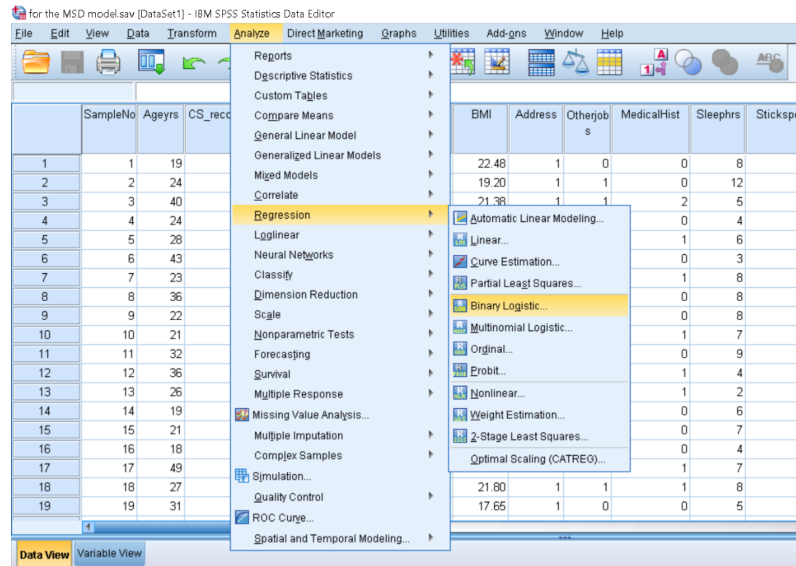 for the MSD model.sav [DataSet1] - IBM SPSS Statistics Data Editor
File Edit View Data Transform Analyze Direct Marketing Graphs Utilities Add-ons Window Help
SampleNo Ageyrs BMI Address Otherjob
s MedicalHist Sleephrs
1 1 19 22.48 1 0 0 8
2 2 24 19.20 1 1 0 12
3 3 40 21.38 1 1 2 5
4 4 24 0 4
5 5 28 1 6
6 6 43 0 3
7 7 23 1 8
8 8 36 0 8
9 9 22 0 8
10 10 21 1 7
11 11 32 0 9
12 12 36 1 4
13 13 26 1 2
14 14 19 0 6
15 15 21 0 7
16 16 18 0 4
17 17 49 1 7
18 18 27 21.80 1 1 1 8
19 19 31 17.65 1 0 0 5
Reports
Descriptive Statistics
Custom Tables
Compare Means
General Linear Model
Generalized Linear Models
Mixed Models
Correlate
Regression
Loglinear
Neural Networks
Classify
Dimension Reduction
Scale
Nonparametric Tests
Forecasting
Survival
Multiple Response
Missing Value Analysis...
Multiple Imputation
Complex Samples
Simulation...
Quality Control
ROC Curve...
Spatial and Temporal Modeling...
Automatic Linear Modeling...
Linear...
Curve Estimation...
Partial Least Squares...
Binary Logistic...
Multinomial Logistic...
Ordinal...
Probit...
Nonlinear...
Weight Estimation...
2-Stage Least Squares...
Optimal Scaling (CATREG)...
Data View Variable View